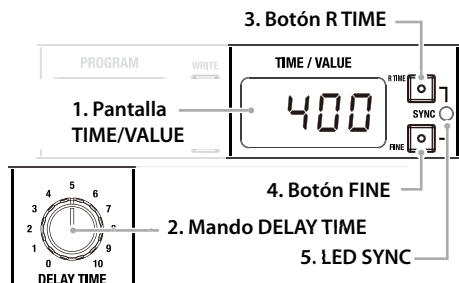 3. Botón R TIME
PROGRAM
WRITE
TIME / VALUE
R TIME
1. Pantalla
TIME/VALUE
400
SYNC
FINE
4. Botón FINE
5
4 6
3 7
2. Mando DELAY TIME
2 8
1 9
5. LED SYNC
0 10
DELAY TIME